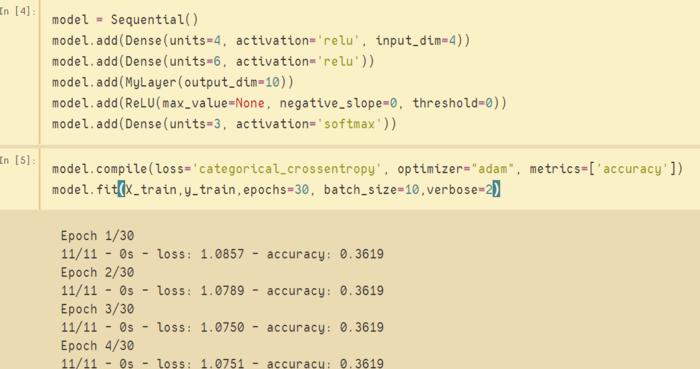 In [4]:
model = Sequential()
model.add(Dense(units=4, activation='relu', input_dim=4))
model.add(Dense(units=6, activation='relu'))
model.add(MyLayer(output_dim=10))
model.add(ReLU(max_value=None, negative_slope=0, threshold=0))
model.add(Dense(units=3, activation='softmax'))
In [5]:
model.compile(loss='categorical_crossentropy', optimizer="adam", metrics=['accuracy'])
model.fit(X_train,y_train,epochs=30, batch_size=10,verbose=2)
Epoch 1/30
11/11 - 0s - loss: 1.0857 - accuracy: 0.3619
Epoch 2/30
11/11 - 0s - loss: 1.0789 - accuracy: 0.3619
Epoch 3/30
11/11 - 0s - loss: 1.0750 - accuracy: 0.3619
Epoch 4/30
11/11 - 0s - loss: 1.0751 - accuracy: 0.3619